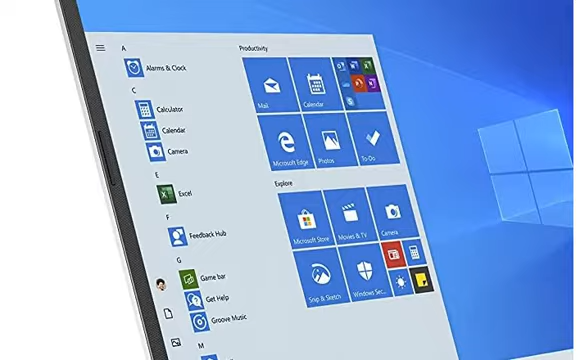 A
Alarms & Clock
C
Calculator
Calendar
Camera
E
Excel
F
Feedback Hub
G
Game bar
Get Help
Groove Music
M
Productivity
Mail
Calendar
Microsoft Edge
Photos
To-Do
Explore
Microsoft Store
Movies & TV
Camera
Snip & Sketch
Windows Sec...